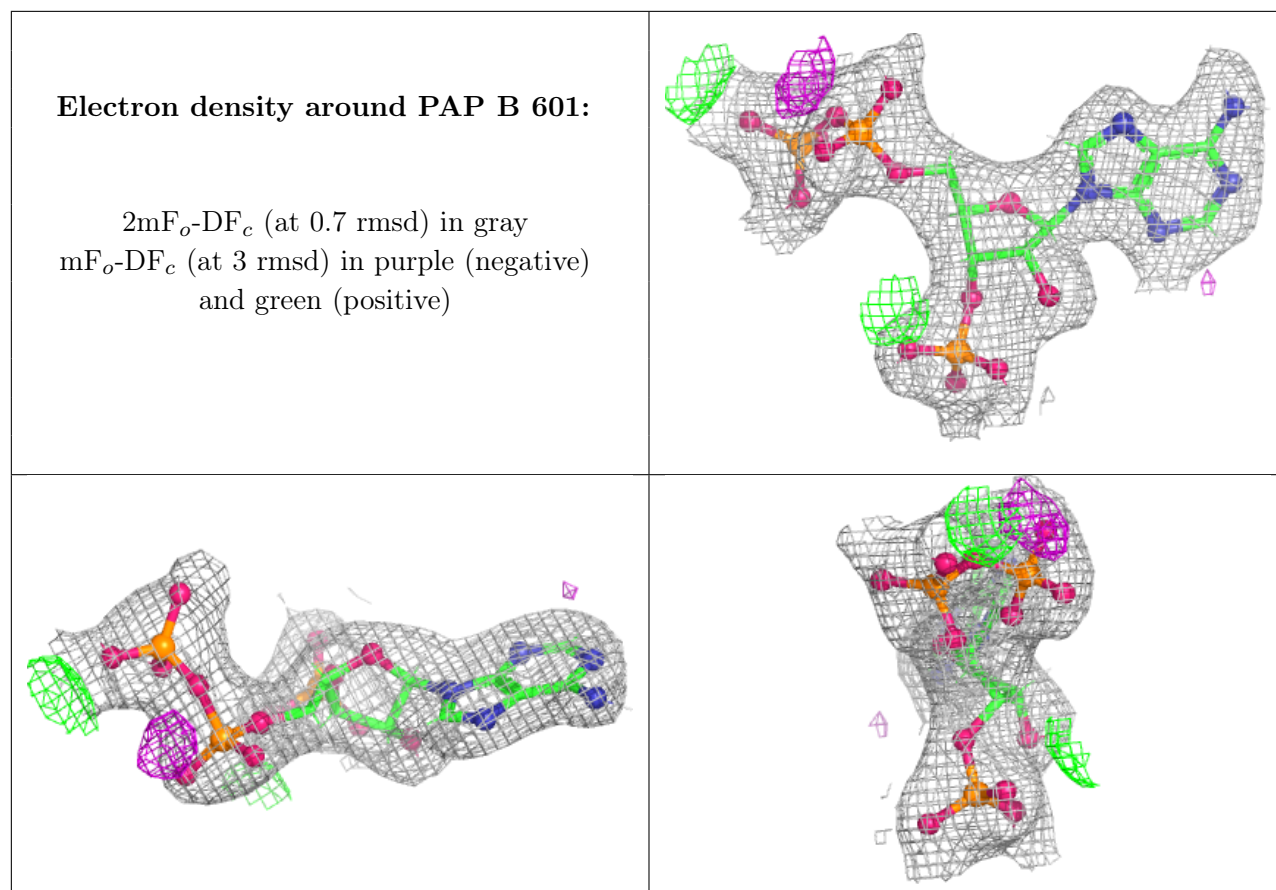 Electron density around PAP B 601:
2mFo-DFc (at 0.7 rmsd) in gray
mFo-DFc (at 3 rmsd) in purple (negative)
and green (positive)